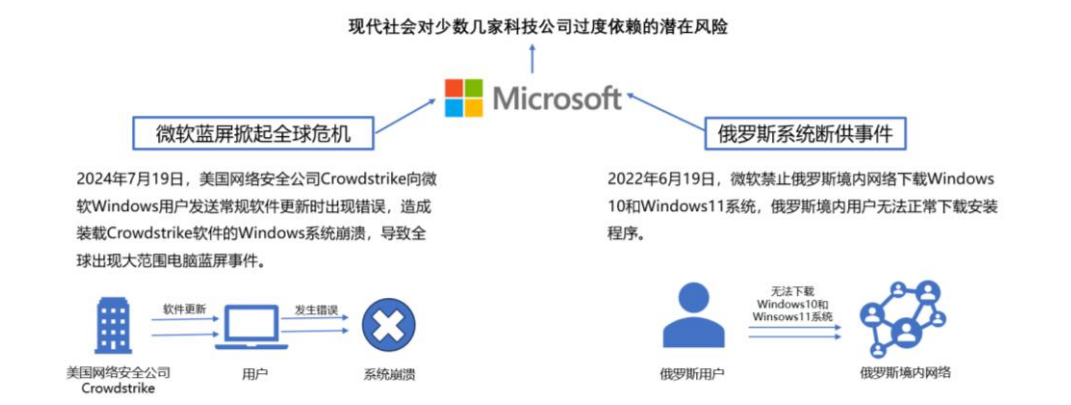 现代社会对少数几家科技公司过度依赖的潜在风险
Microsoft
微软蓝屏掀起全球危机
俄罗斯系统断供事件
2024年7月19日，美国网络安全公司Crowdstrike向微
软Windows用户发送常规软件更新时出现错误，造成
装载Crowdstrike软件的Windows系统崩溃，导致全
球出现大范围电脑蓝屏事件。
2022年6月19日，微软禁止俄罗斯境内网络下载Windows
10和Windows11系统，俄罗斯境内用户无法正常下载安装
程序。
软件更新
发生错误
美国网络安全公司
Crowdstrike
用户
系统崩溃
无法下载
Windows10和
Winsows11系统
俄罗斯用户
俄罗斯境内网络